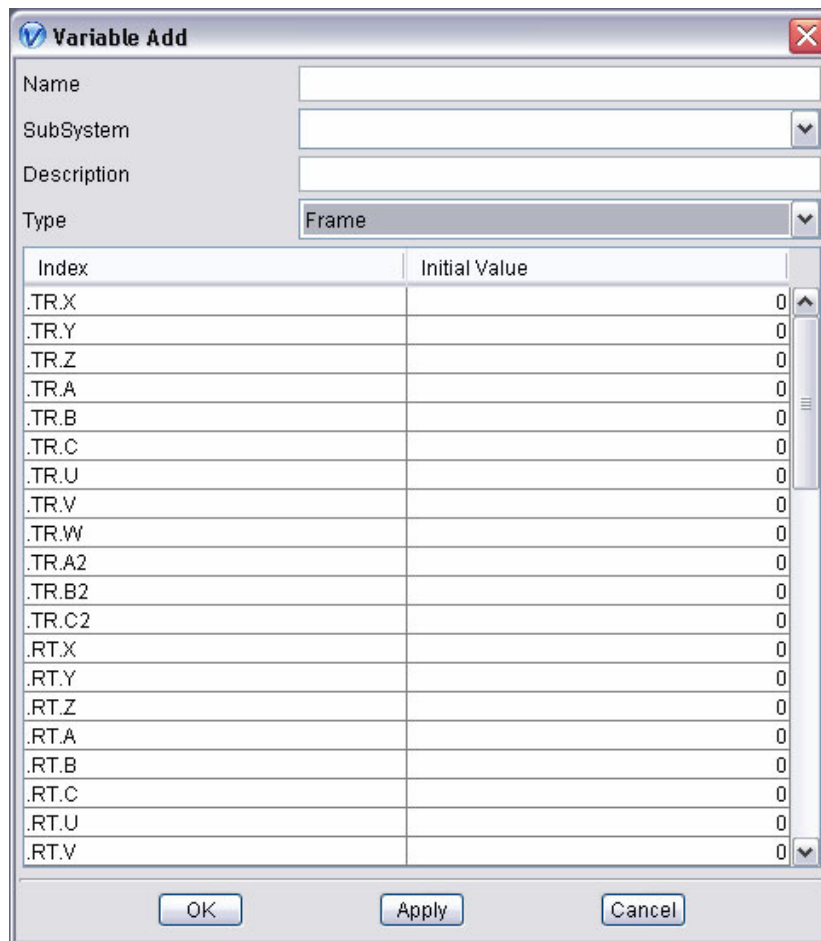 Variable Add
Name
SubSystem
Description
Type Frame
Index Initial Value
.TR.X 0
.TR.Y 0
.TR.Z 0
.TR.A 0
.TR.B 0
.TR.C 0
.TR.U 0
.TR.V 0
.TR.W 0
.TR.A2 0
.TR.B2 0
.TR.C2 0
.RT.X 0
.RT.Y 0
.RT.Z 0
.RT.A 0
.RT.B 0
.RT.C 0
.RT.U 0
.RT.V 0
OK Apply Cancel